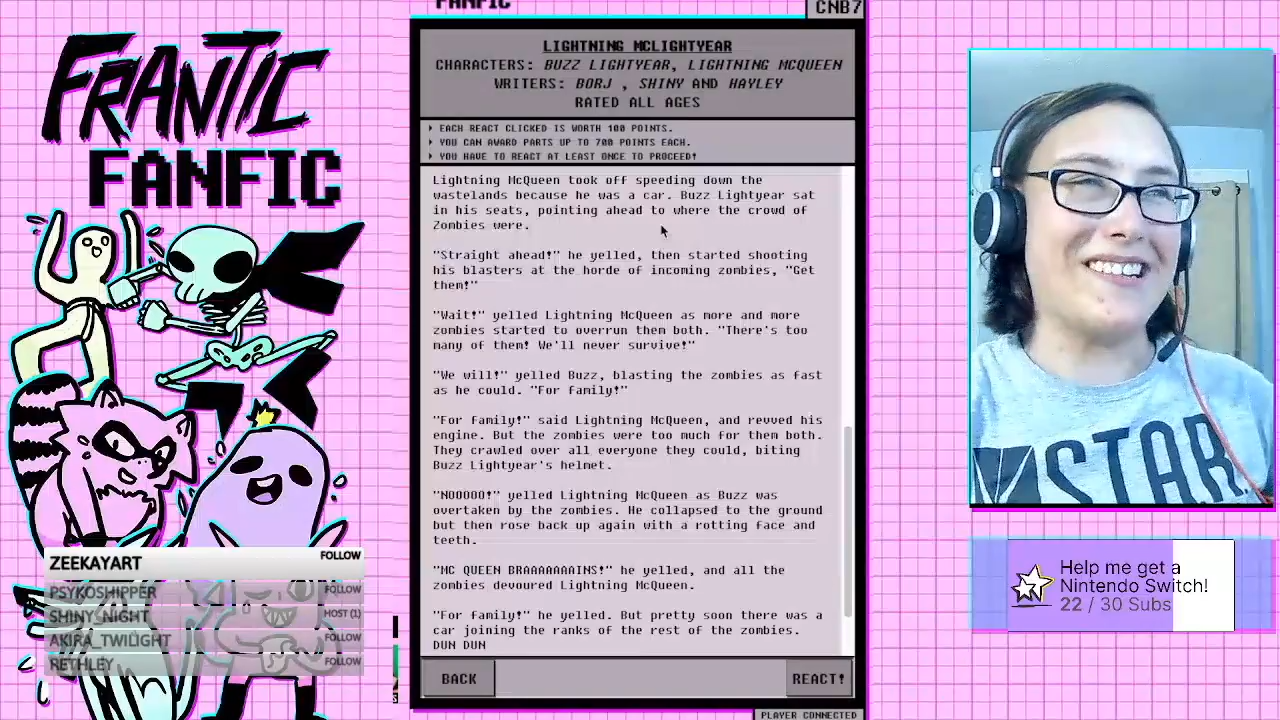 FRANTIC
FANFIC
FANFIC
CNB7
LIGHTNING MCLIGHTYEAR
CHARACTERS: BUZZ LIGHTYEAR, LIGHTNING MCQUEEN
WRITERS: BORJ , SHINY AND HAYLEY
RATED ALL AGES
EACH REACT CLICKED IS WORTH 100 POINTS.
YOU CAN AWARD PARTS UP TO 700 POINTS EACH.
YOU HAVE TO REACT AT LEAST ONCE TO PROCEED!
Lightning McQueen took off speeding down the
wastelands because he was a car. Buzz Lightyear sat
in his seats, pointing ahead to where the crowd of
Zombies were.
"Straight ahead!" he yelled, then started shooting
his blasters at the horde of incoming zombies, "Get
them!"
"Wait!" yelled Lightning McQueen as more and more
zombies started to overrun them both. "There's too
many of them! We'll never survive!"
"We will!" yelled Buzz, blasting the zombies as fast
as he could. "For family!"
"For family!" said Lightning McQueen, and revved his
engine. But the zombies were too much for them both.
They crawled over all everyone they could, biting
Buzz Lightyear's helmet.
"NOOOOO!" yelled Lightning McQueen as Buzz was
overtaken by the zombies. He collapsed to the ground
but then rose back up again with a rotting face and
teeth.
"MC QUEEN BRAAAAAAAINS!" he yelled, and all the
zombies devoured Lightning McQueen.
"For family!" he yelled. But pretty soon there was a
car joining the ranks of the rest of the zombies.
DUN DUN
BACK
REACT!
PLAYER CONNECTED
ZEEKAYART FOLLOW
PSYKOSHIPPER FOLLOW
SHINY_NIGHT HOST (1)
AKIRA_TWILIGHT FOLLOW
RETHLEY FOLLOW
STAR
Help me get a
Nintendo Switch!
22 / 30 Subs